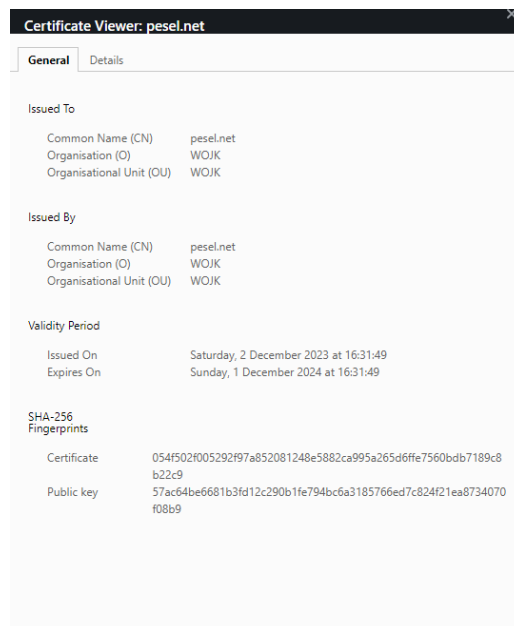 Certificate Viewer: pesel.net
General Details
Issued To
Common Name (CN) pesel.net
Organisation (O) WOJK
Organisational Unit (OU) WOJK
Issued By
Common Name (CN) pesel.net
Organisation (O) WOJK
Organisational Unit (OU) WOJK
Validity Period
Issued On Saturday, 2 December 2023 at 16:31:49
Expires On Sunday, 1 December 2024 at 16:31:49
SHA-256
Fingerprints
Certificate 054f502f005292f97a852081248e5882ca995a265d6ffe7560bdb7189c8
b22c9
Public key 57ac64be6681b3fd12c290b1fe794bc6a3185766ed7c824f21ea8734070
f08b9